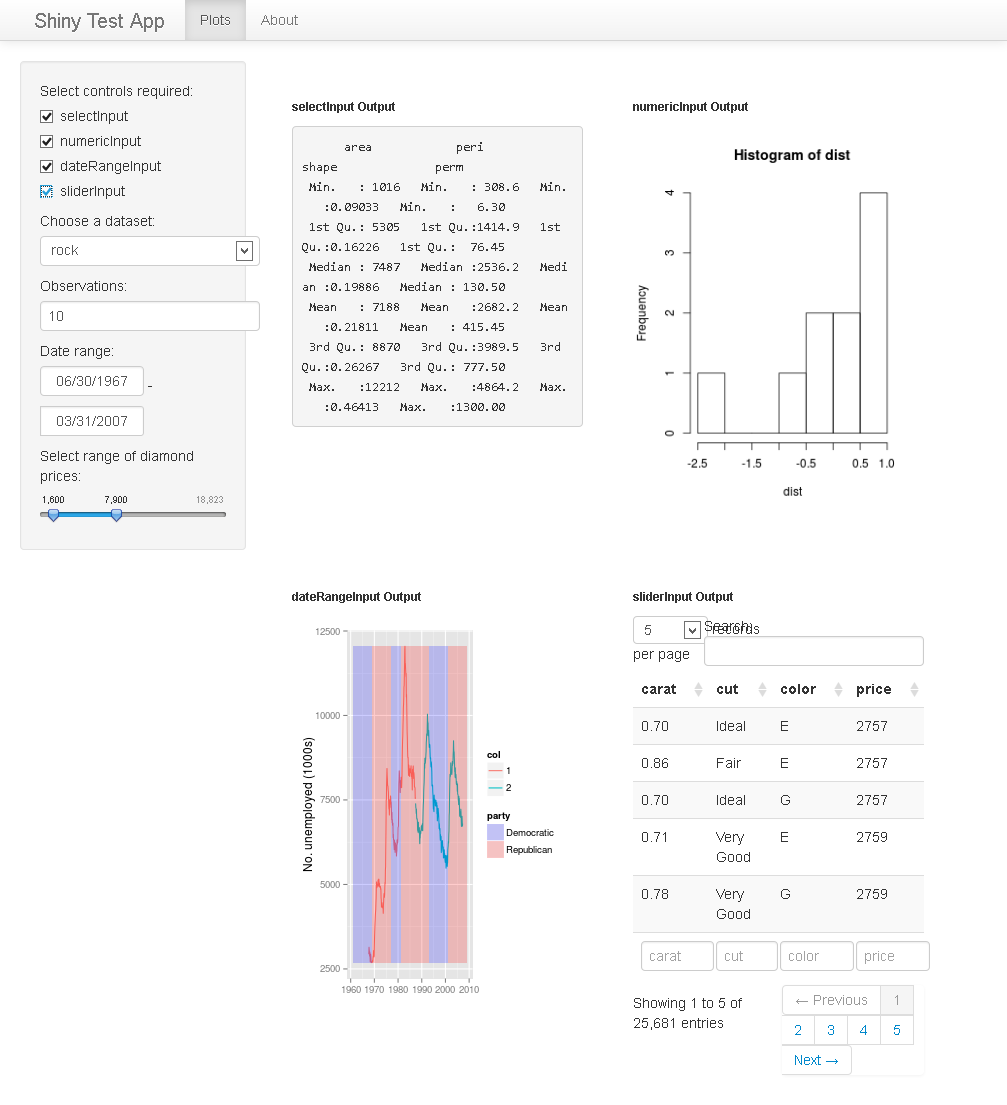 Shiny Test App
Plots
About
Select controls required:
selectInput
numericInput
dateRangeInput
sliderInput
Choose a dataset:
rock
Observations:
10
Date range:
06/30/1967 -
03/31/2007
Select range of diamond
prices:
1,600 7,900 18,823
selectInput Output
area peri
shape perm
Min. : 1016 Min. : 308.6 Min.
:0.09033 Min. : 6.30
1st Qu.: 5305 1st Qu.:1414.9 1st
Qu.:0.16226 1st Qu.: 76.45
Median : 7487 Median :2536.2 Medi
an :0.19886 Median : 130.50
Mean : 7188 Mean :2682.2 Mean
:0.21811 Mean : 415.45
3rd Qu.: 8870 3rd Qu.:3989.5 3rd
Qu.:0.26267 3rd Qu.: 777.50
Max. :12212 Max. :4864.2 Max.
:0.46413 Max. :1300.00
numericInput Output
Histogram of dist
Frequency
4
3
2
1
0
-2.5 -1.5 -0.5 0.5 1.0
dist
dateRangeInput Output
No. unemployed (1000s)
12500
10000
7500
5000
2500
1960 1970 1980 1990 2000 2010
col
1
2
party
Democratic
Republican
sliderInput Output
5 records
per page
Search:
carat cut color price
0.70 Ideal E 2757
0.86 Fair E 2757
0.70 Ideal G 2757
0.71 Very Good E 2759
0.78 Very Good G 2759
carat cut color price
Showing 1 to 5 of
25,681 entries
← Previous 1
2 3 4 5
Next →